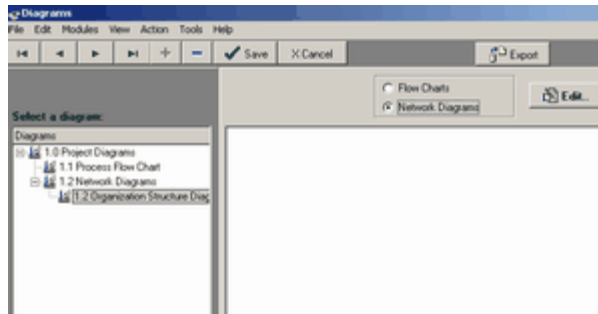 Diagrams
File Edit Modules View Action Tools Help
Save X Cancel Export
Flow Charts
Network Diagrams
Edit...
Select a diagram:
Diagrams
1.0 Project Diagrams
1.1 Process Flow Chart
1.2 Network Diagrams
1.2 Organization Structure Diag